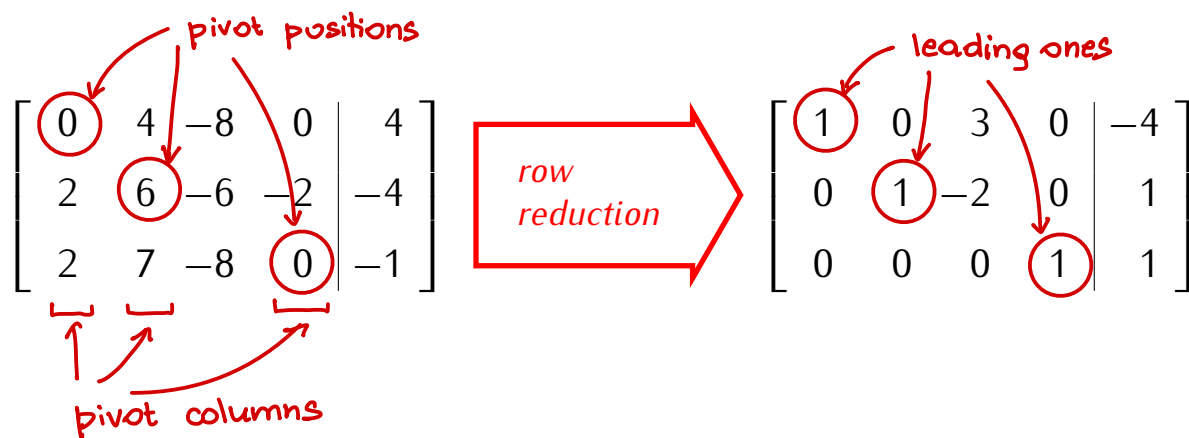 pivot positions
leading ones
0 4 −8 0 4
2 6 −6 −2 −4
2 7 −8 0 −1
row
reduction
1 0 3 0 −4
0 1 −2 0 1
0 0 0 1 1
pivot columns